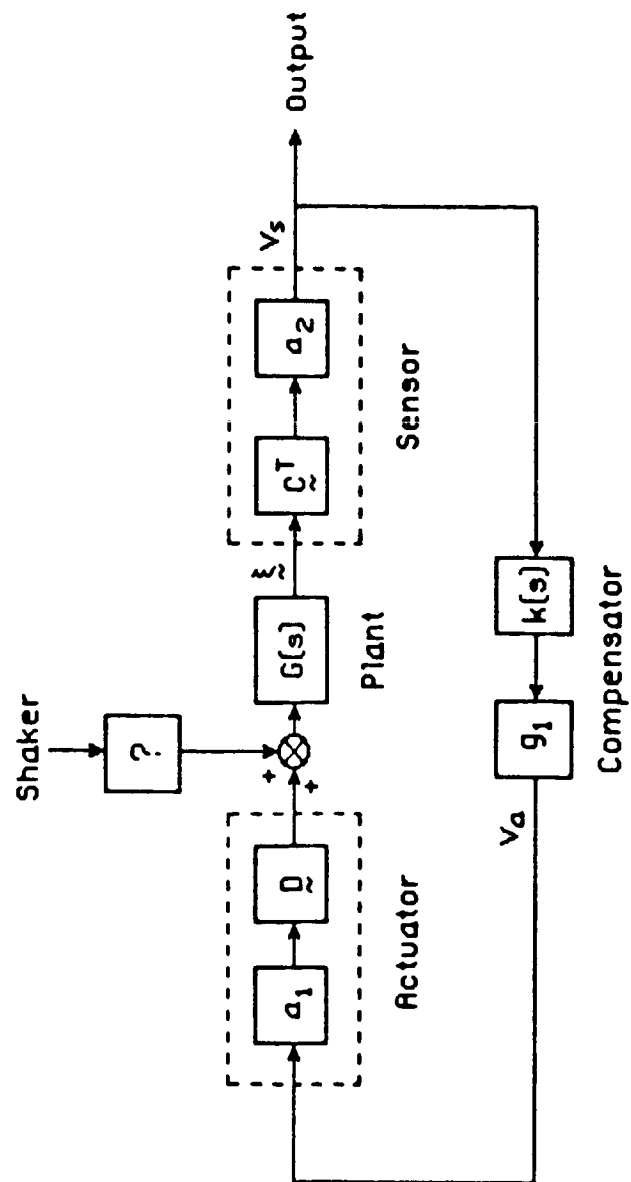 Shaker
?
+
+
a1
D
G(s)
ξ
C^T
a2
Vs
Output
Actuator
Plant
Sensor
Va
g1
k(s)
Compensator